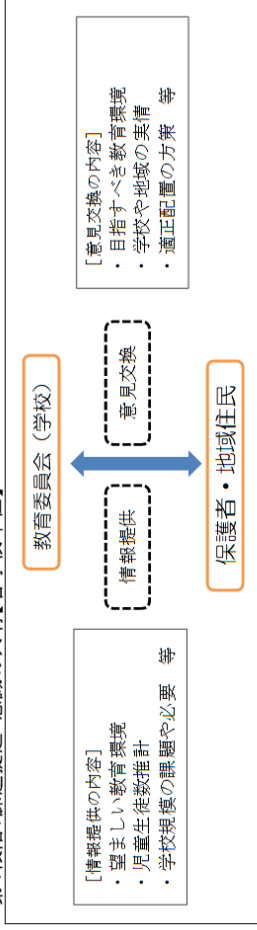 教育委員会（学校）
[情報提供の内容]
・望ましい教育環境
・児童生徒数推計
・学校規模の課題や必要　等
情報提供
意見交換
[意見交換の内容]
・目指すべき教育環境
・学校や地域の実情
・適正配置の方策　等
保護者・地域住民